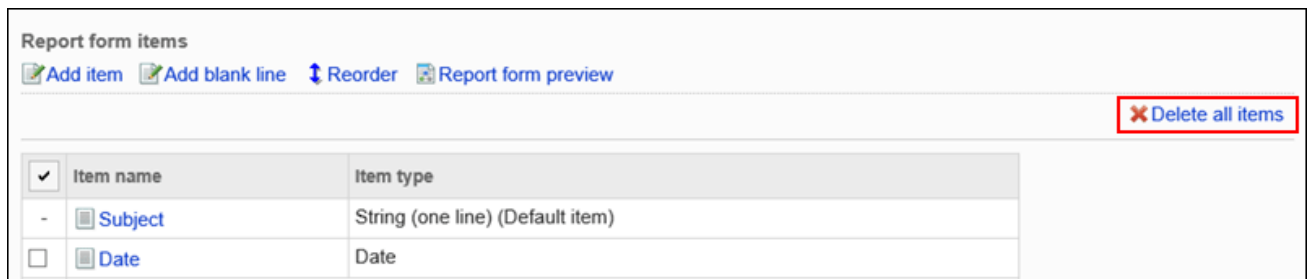 Report form items
Add item Add blank line Reorder Report form preview
Delete all items
Item name Item type
- Subject String (one line) (Default item)
Date Date